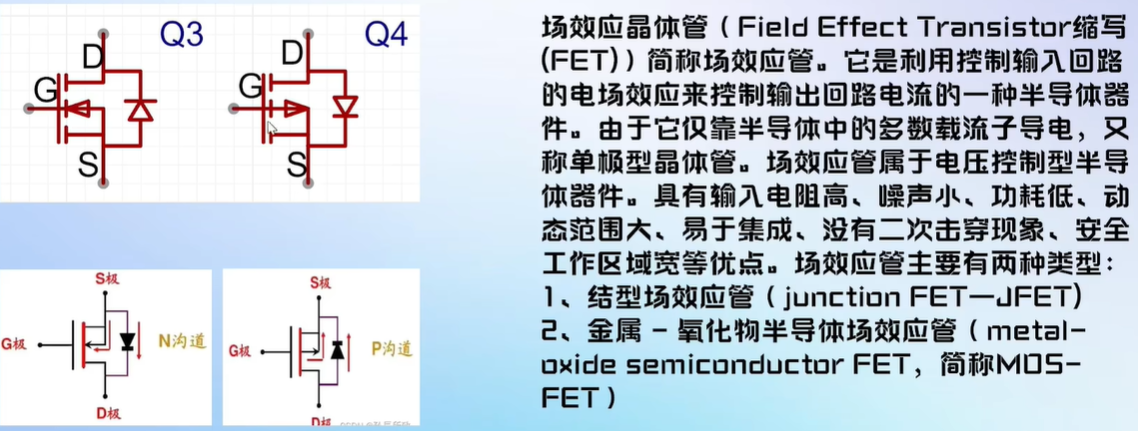 Q3
Q4
D
D
G
G
S
S
S极
S极
G极
N沟道
G极
P沟道
D极
场效应晶体管（Field Effect Transistor缩写
(FET)）简称场效应管。它是利用控制输入回路
的电场效应来控制输出回路电流的一种半导体器
件。由于它仅靠半导体中的多数载流子导电，又
称单极型晶体管。场效应管属于电压控制型半导
体器件。具有输入电阻高、噪声小、功耗低、动
态范围大、易于集成、没有二次击穿现象、安全
工作区域宽等优点。场效应管主要有两种类型：
1、结型场效应管（junction FET—JFET)
2、金属 - 氧化物半导体场效应管（metal-
oxide semiconductor FET，简称MOS-
FET）